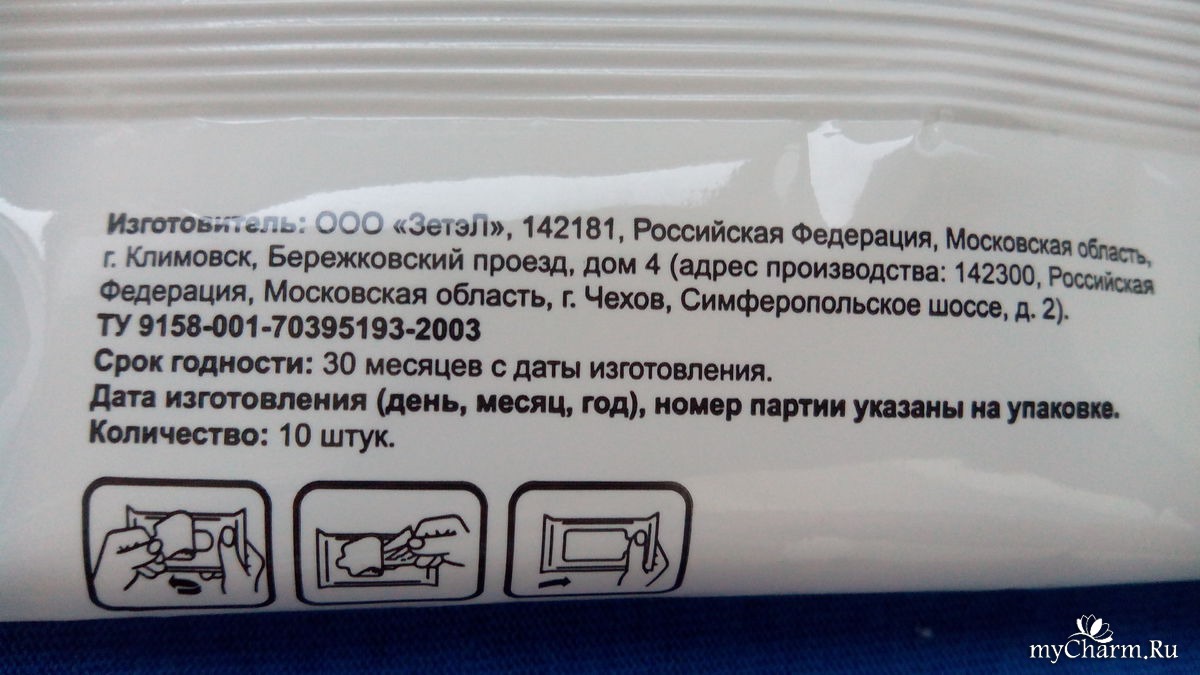 Изготовитель: ООО «ЗетэЛ», 142181, Российская Федерация, Московская область,
г. Климовск, Бережковский проезд, дом 4 (адрес производства: 142300, Российская
Федерация, Московская область, г. Чехов, Симферопольское шоссе, д. 2).
ТУ 9158-001-70395193-2003
Срок годности: 30 месяцев с даты изготовления.
Дата изготовления (день, месяц, год), номер партии указаны на упаковке.
Количество: 10 штук.
myCharm.Ru